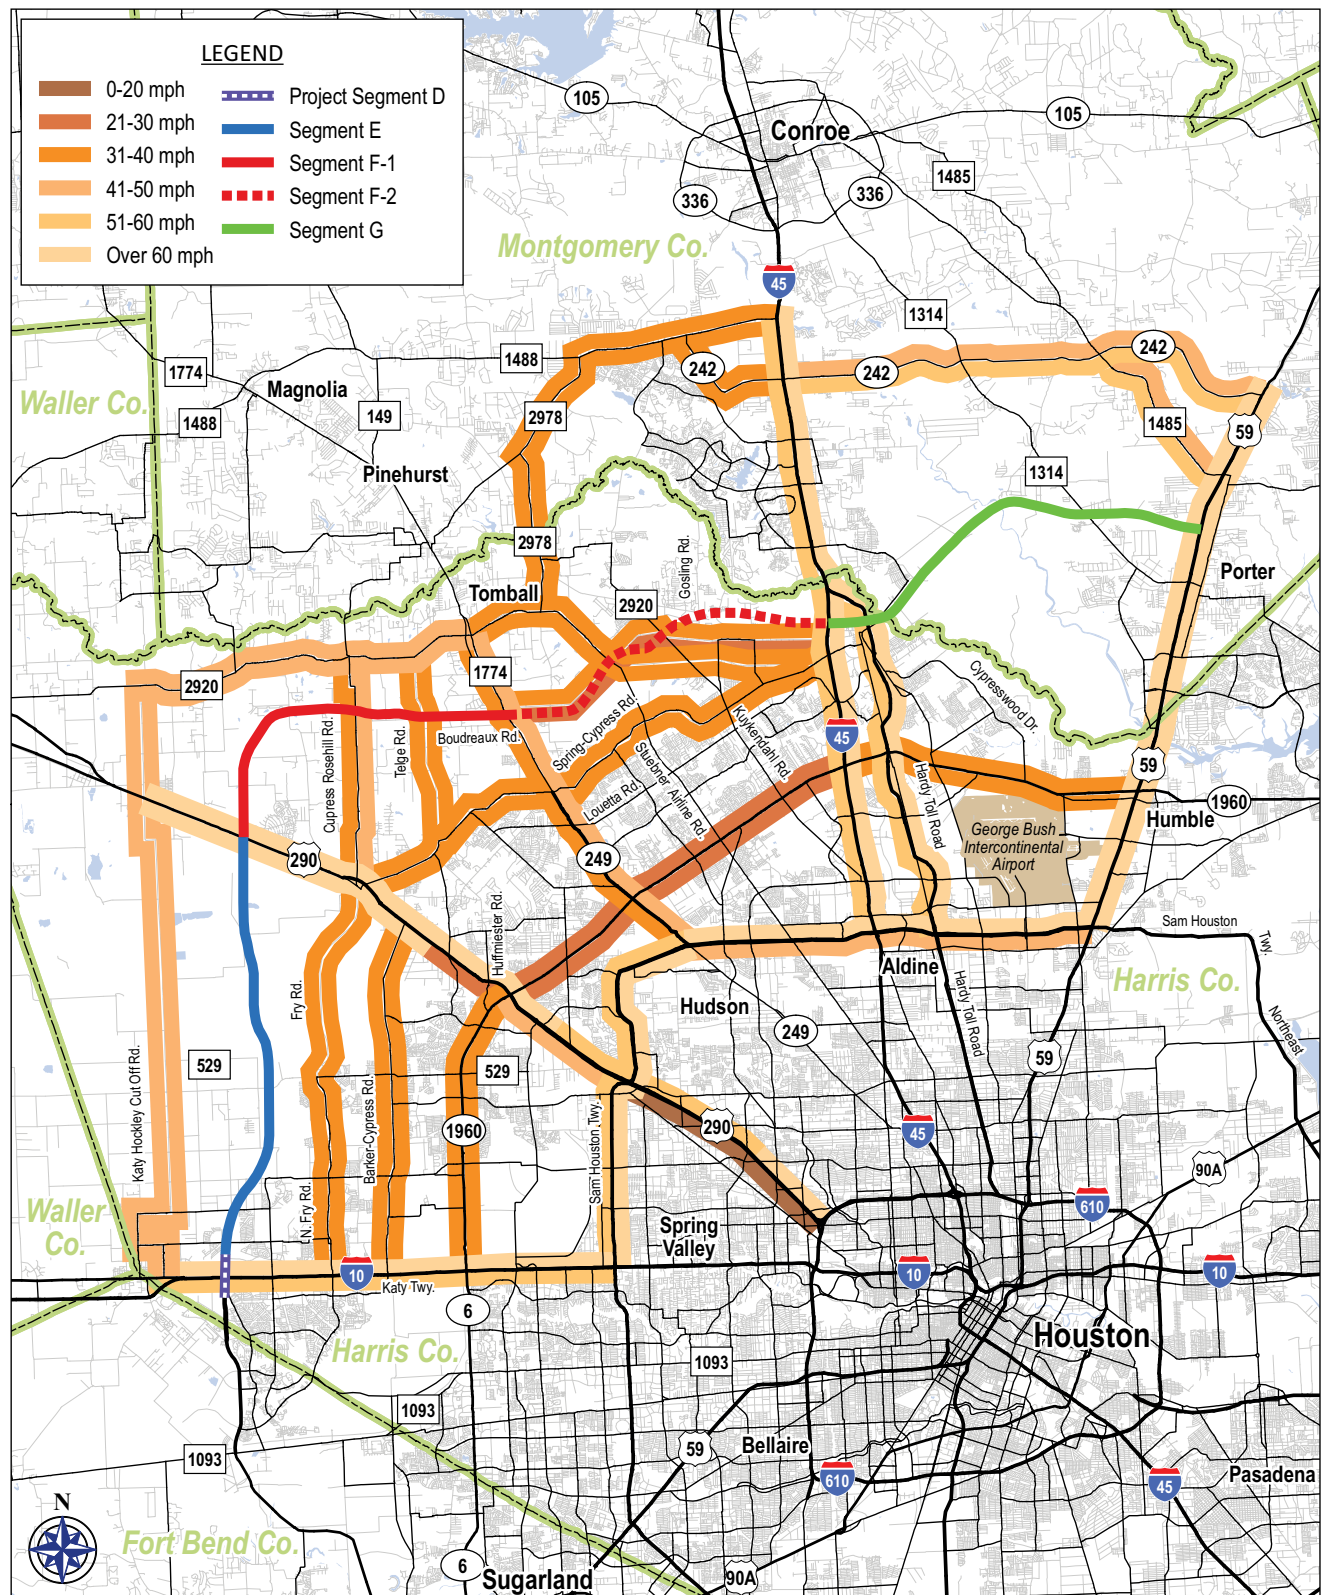 LEGEND
0-20 mph
21-30 mph
31-40 mph
41-50 mph
51-60 mph
Over 60 mph
Project Segment D
Segment E
Segment F-1
Segment F-2
Segment G
105
105
Conroe
1485
336
336
Montgomery Co.
45
1314
242
1488
242
242
1774
Magnolia
Waller Co.
149
2978
1488
1485
59
Pinehurst
1314
2978
Gosling Rd.
Porter
Tomball
2920
1774
2920
Cypresswood Dr.
Spring-Cypress Rd.
Kuykendahl Rd.
Boudreaux Rd.
Telge Rd.
Cupress Rosehill Rd.
45
Stuebner Airline Rd.
59
Louetta Rd.
Hardy Toll Road
1960
Humble
George Bush
Intercontinental
Airport
290
249
Huffmiester Rd.
Sam Houston
Twy.
Aldine
Harris Co.
Fry Rd.
Hudson
Hardy Toll Road
Northeast
249
59
529
529
Katy Hockley Cut Off Rd.
Barker-Cypress Rd.
1960
Sam Houston Twy.
290
45
90A
610
N. Fry Rd.
Waller
Co.
Spring
Valley
10
10
10
Katy Twy.
6
Houston
Harris Co.
1093
1093
Bellaire
59
1093
610
Pasadena
45
N
Fort Bend Co.
6
Sugarland
90A